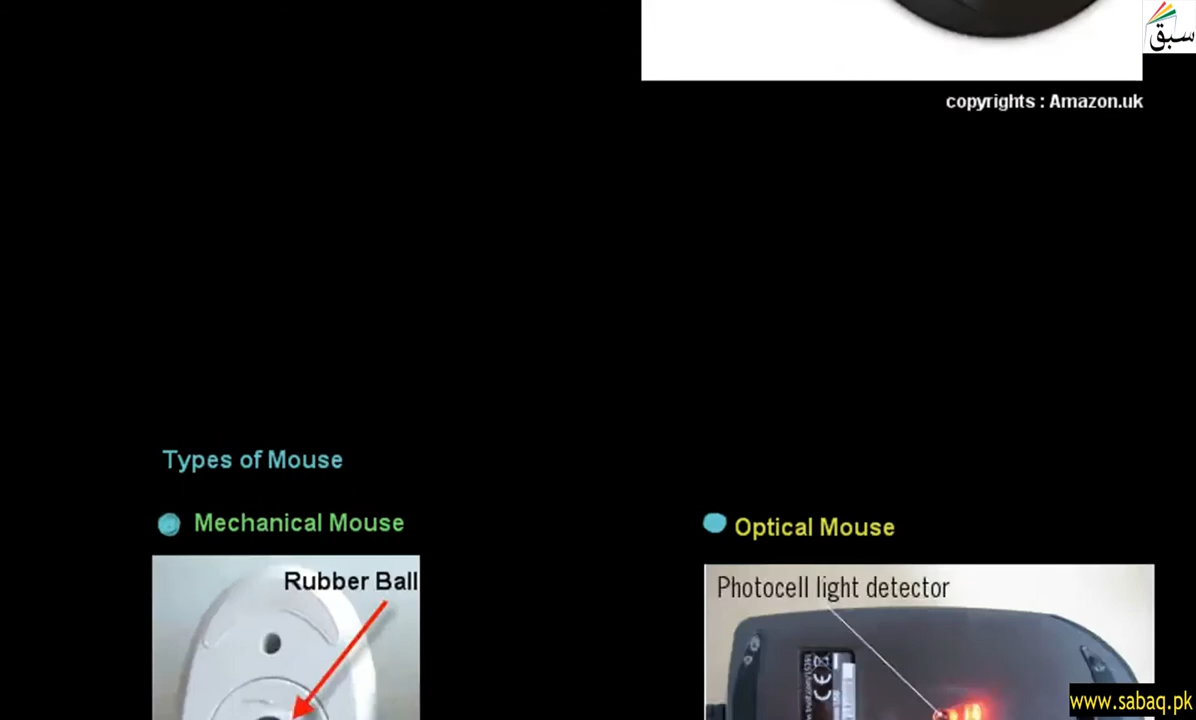 سبق
copyrights : Amazon.uk
Types of Mouse
Mechanical Mouse
Optical Mouse
Rubber Ball
Photocell light detector
CE
www.sabaq.pk